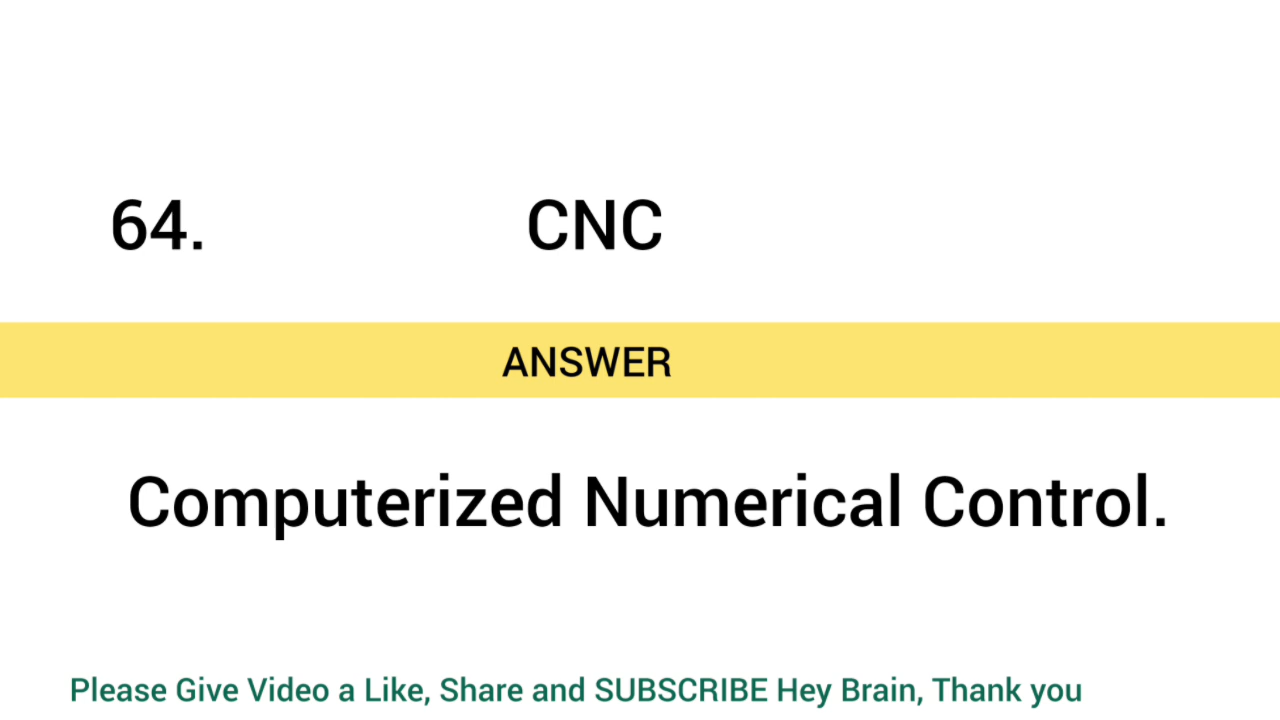 64. CNC
ANSWER
Computerized Numerical Control.
Please Give Video a Like, Share and SUBSCRIBE Hey Brain, Thank you